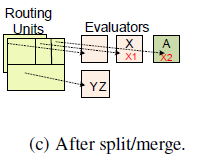 Routing
Units
Evaluators
X
X1
A
X2
YZ
(c) After split/merge.